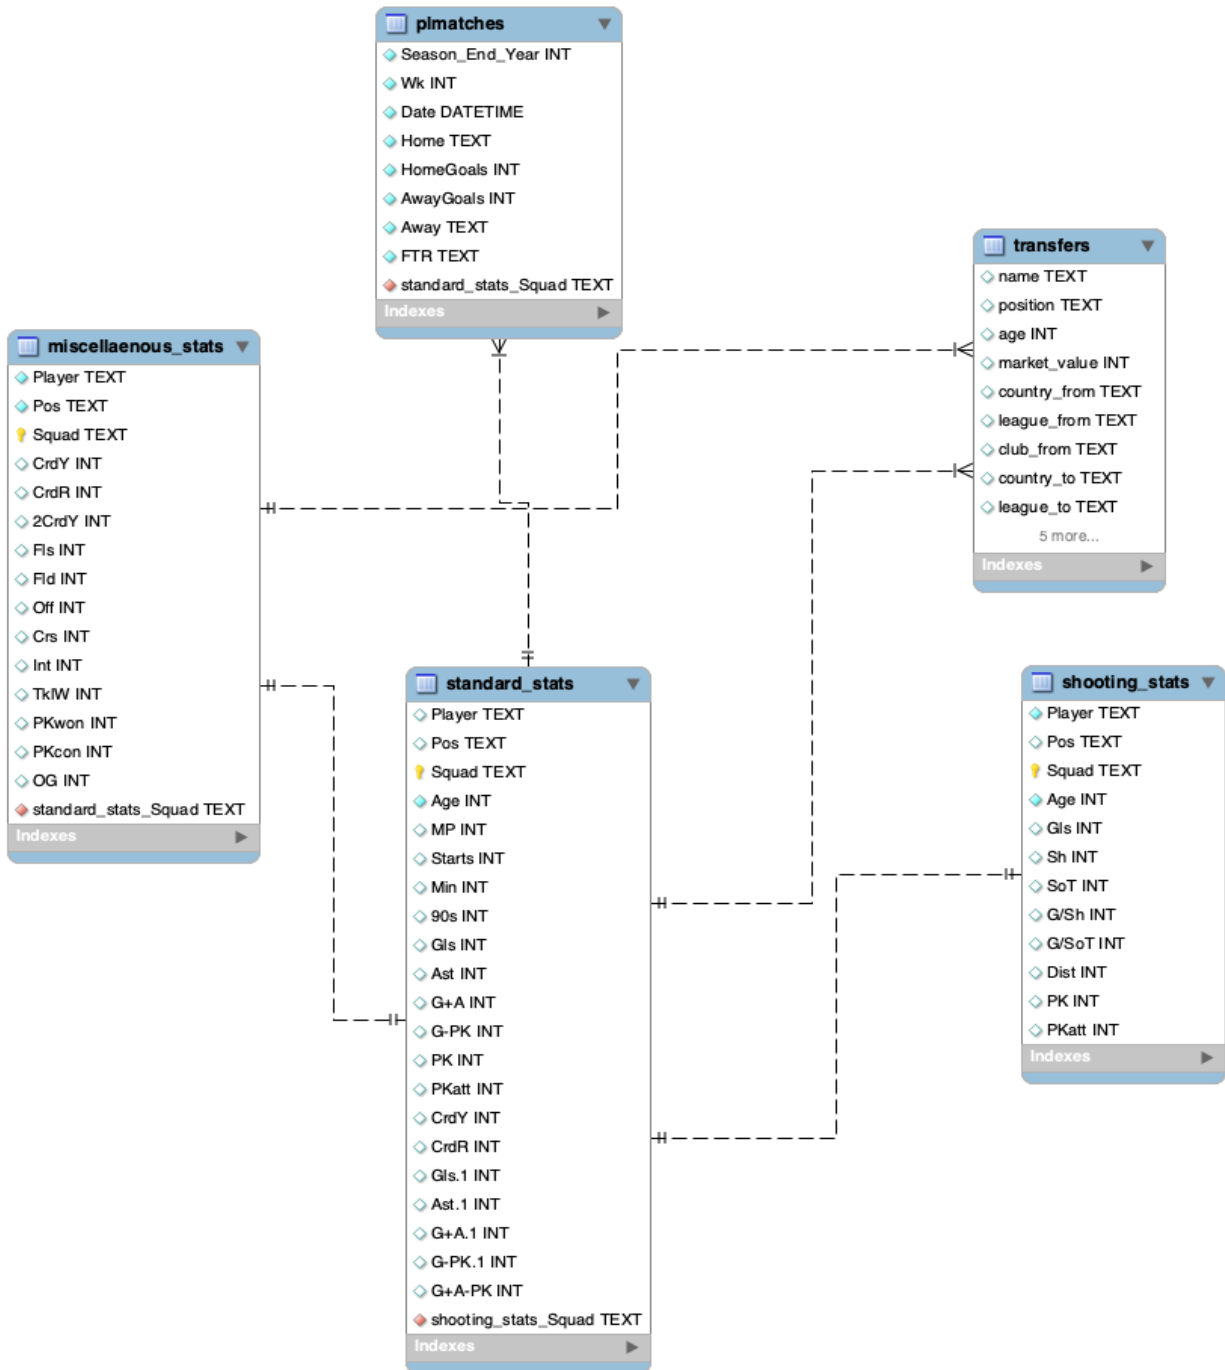 plmatches
Season_End_Year INT
Wk INT
Date DATETIME
Home TEXT
HomeGoals INT
AwayGoals INT
Away TEXT
FTR TEXT
standard_stats_Squad TEXT
Indexes
transfers
name TEXT
position TEXT
age INT
market_value INT
country_from TEXT
league_from TEXT
club_from TEXT
country_to TEXT
league_to TEXT
5 more...
Indexes
miscellaenous_stats
Player TEXT
Pos TEXT
Squad TEXT
CrdY INT
CrdR INT
2CrdY INT
Fls INT
Fld INT
Off INT
Crs INT
Int INT
TklW INT
PKwon INT
PKcon INT
OG INT
standard_stats_Squad TEXT
Indexes
standard_stats
Player TEXT
Pos TEXT
Squad TEXT
Age INT
MP INT
Starts INT
Min INT
90s INT
Gls INT
Ast INT
G+A INT
G-PK INT
PK INT
PKatt INT
CrdY INT
CrdR INT
Gls.1 INT
Ast.1 INT
G+A.1 INT
G-PK.1 INT
G+A-PK INT
shooting_stats_Squad TEXT
Indexes
shooting_stats
Player TEXT
Pos TEXT
Squad TEXT
Age INT
Gls INT
Sh INT
SoT INT
G/Sh INT
G/SoT INT
Dist INT
PK INT
PKatt INT
Indexes